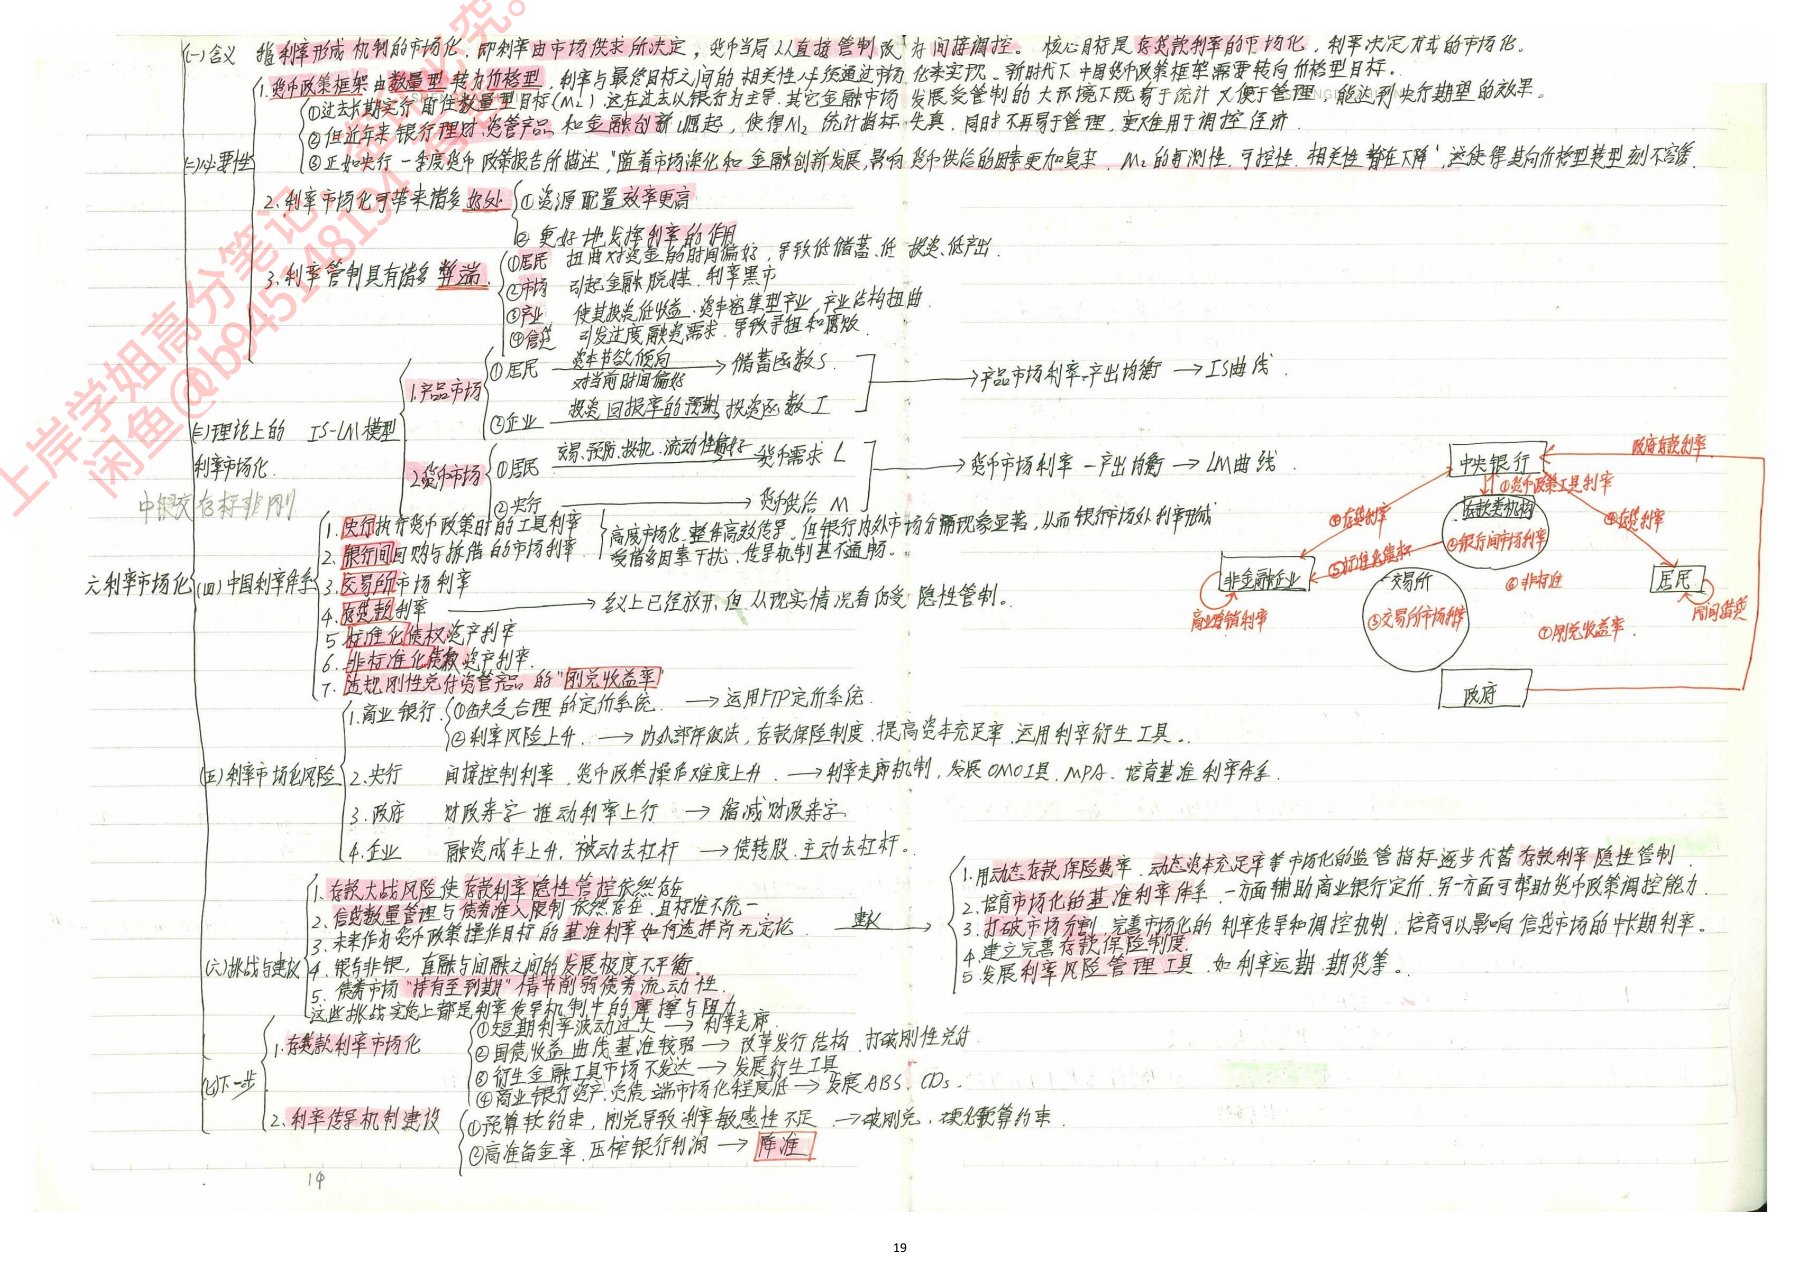 (一)含义 指利率形成机制的市场化,即利率由市场供求所决定,货币当局从直接管制改为间接调控。核心目标是存贷款利率的市场化,利率决定方式的市场化。
1.货币政策框架由数量型转为价格型,利率与最终目标之间的相关性必须通过市场化来实现。新时代下中国货币政策框架需要转向价格型目标。
①过去长期实行盯住数量型目标(M2),这在过去以银行为主导,其它金融市场发展受管制的大环境下既易于统计又便于管理,能达到央行期望的效果。
②但近年来银行理财、资管产品和金融创新崛起,使得M2统计指标失真,同时不再易于管理,更难用于调控经济
(二)必要性
③正如央行一季度货币政策报告所描述,"随着市场深化和金融创新发展,影响货币供给的因素更加复杂,M2的可测性、可控性、相关性都在下降",这使得其向价格型转型刻不容缓.
2.利率市场化可带来诸多好处
①资源配置效率更高
②更好地发挥利率的作用
3.利率管制具有诸多弊端
①居民 扭曲对资金的时间偏好,导致低储蓄、低投资、低产出.
②市场 引起金融脱媒、利率黑市
③产业 使其投资低收益、资本密集型产业,产业结构扭曲.
④信贷 引发过度融资需求,导致寻租和腐败.
(三)理论上的利率市场化. IS-LM模型
1.产品市场
①居民 资本节欲倾向 对当前时间偏好 → 储蓄函数S.
②企业 投资回报率的预期 投资函数I
→产品市场利率-产出均衡 → IS曲线.
2.货币市场
①居民 交易、预防、投机、流动性偏好 → 货币需求L
②央行 → 货币供给M
→货币市场利率-产出均衡 → LM曲线.
中银交存标非刚
六利率市场化
(四)中国利率体系
1.央行执行货币政策时的工具利率
2.银行间回购与拆借的市场利率
高度市场化、整体高效传导,但银行内外市场分割现象显著,从而银行市场外利率形成受诸多因素干扰,传导机制甚不通畅。
3.交易所市场利率
4.存贷款利率 → 名义上已经放开,但从现实情况看仍受隐性管制。
5.标准化债权资产利率
6.非标准化债权资产利率.
7.违规刚性兑付资管产品的"刚兑收益率"
中央银行
政府存款利率
①货币政策工具利率
存款类机构
②银行间市场利率
④存贷利率
④存贷利率
⑤标准化债权
非金融企业
商业赊销利率
交易所
③交易所市场利率
⑥非标准
居民
民间借贷
⑦刚兑收益率.
政府
(五)利率市场化风险
1.商业银行
①缺乏合理的定价系统. → 运用FTP定价系统.
②利率风险上升. → 内外部评级法,存款保险制度,提高资本充足率,运用利率衍生工具。
2.央行 间接控制利率,货币政策操作难度上升. → 利率走廊机制,发展OMO工具,MPA、培育基准利率体系.
3.政府 财政赤字推动利率上行 → 缩减财政赤字.
4.企业 融资成本上升,被动去杠杆 → 债转股,主动去杠杆。
(六)挑战与建议
1.存款大战风险使存款利率隐性管控依然存在
2.信贷数量管理与债券准入限制依然存在,且标准不统一
3.未来作为货币政策操作目标的基准利率如何选择尚无定论
4.银与非银,直融与间融之间的发展极度不平衡.
5.债券市场"持有至到期"情节削弱债券流动性.
这些挑战实质上都是利率传导机制中的摩擦与阻力.
建议 →
1.用动态存款保险费率、动态资本充足率等市场化的监管指标逐步代替存款利率隐性管制.
2.培育市场化的基准利率体系,一方面辅助商业银行定价,另一方面可帮助货币政策调控能力.
3.打破市场分割,完善市场化的利率传导和调控机制,培育可以影响信贷市场的中长期利率。
4.建立完善存款保险制度.
5.发展利率风险管理工具,如利率远期、期货等。
(七)下一步
1.存贷款利率市场化
①短期利率波动过大 → 利率走廊.
②国债收益曲线基准较弱 → 改革发行结构,打破刚性兑付.
③衍生金融工具市场不发达 → 发展衍生工具
④商业银行资产、负债端市场化程度低 → 发展ABS、CDs.
2.利率传导机制建设
①预算软约束,刚兑导致利率敏感性不足 → 破刚兑,硬化预算约束.
②高准备金率,压榨银行利润 → 降准
14
上岸学姐高分笔记,
闲鱼@b945148194
19